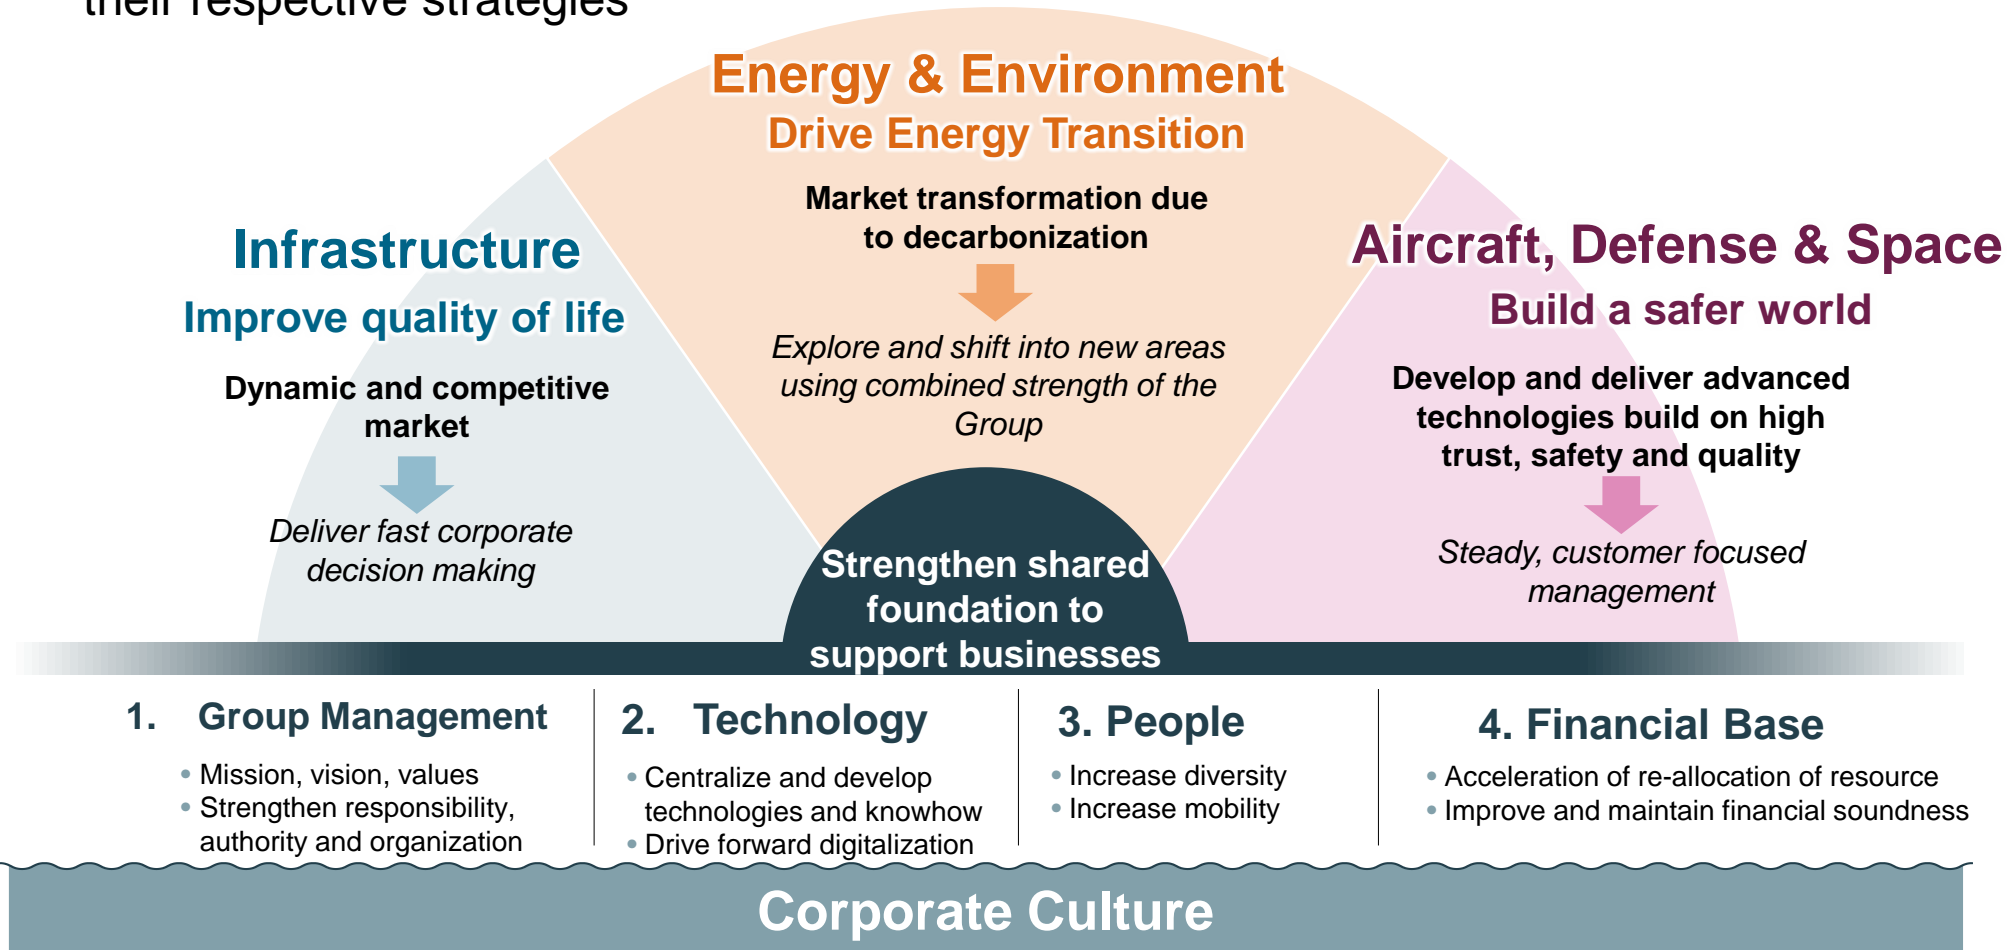 their respective strategies
Energy & Environment
Drive Energy Transition
Market transformation due
to decarbonization
Explore and shift into new areas
using combined strength of the
Group
Infrastructure
Improve quality of life
Dynamic and competitive
market
Deliver fast corporate
decision making
Aircraft, Defense & Space
Build a safer world
Develop and deliver advanced
technologies build on high
trust, safety and quality
Steady, customer focused
management
Strengthen shared
foundation to
support businesses
1. Group Management
• Mission, vision, values
• Strengthen responsibility,
authority and organization
2. Technology
• Centralize and develop
technologies and knowhow
• Drive forward digitalization
3. People
• Increase diversity
• Increase mobility
4. Financial Base
• Acceleration of re-allocation of resource
• Improve and maintain financial soundness
Corporate Culture